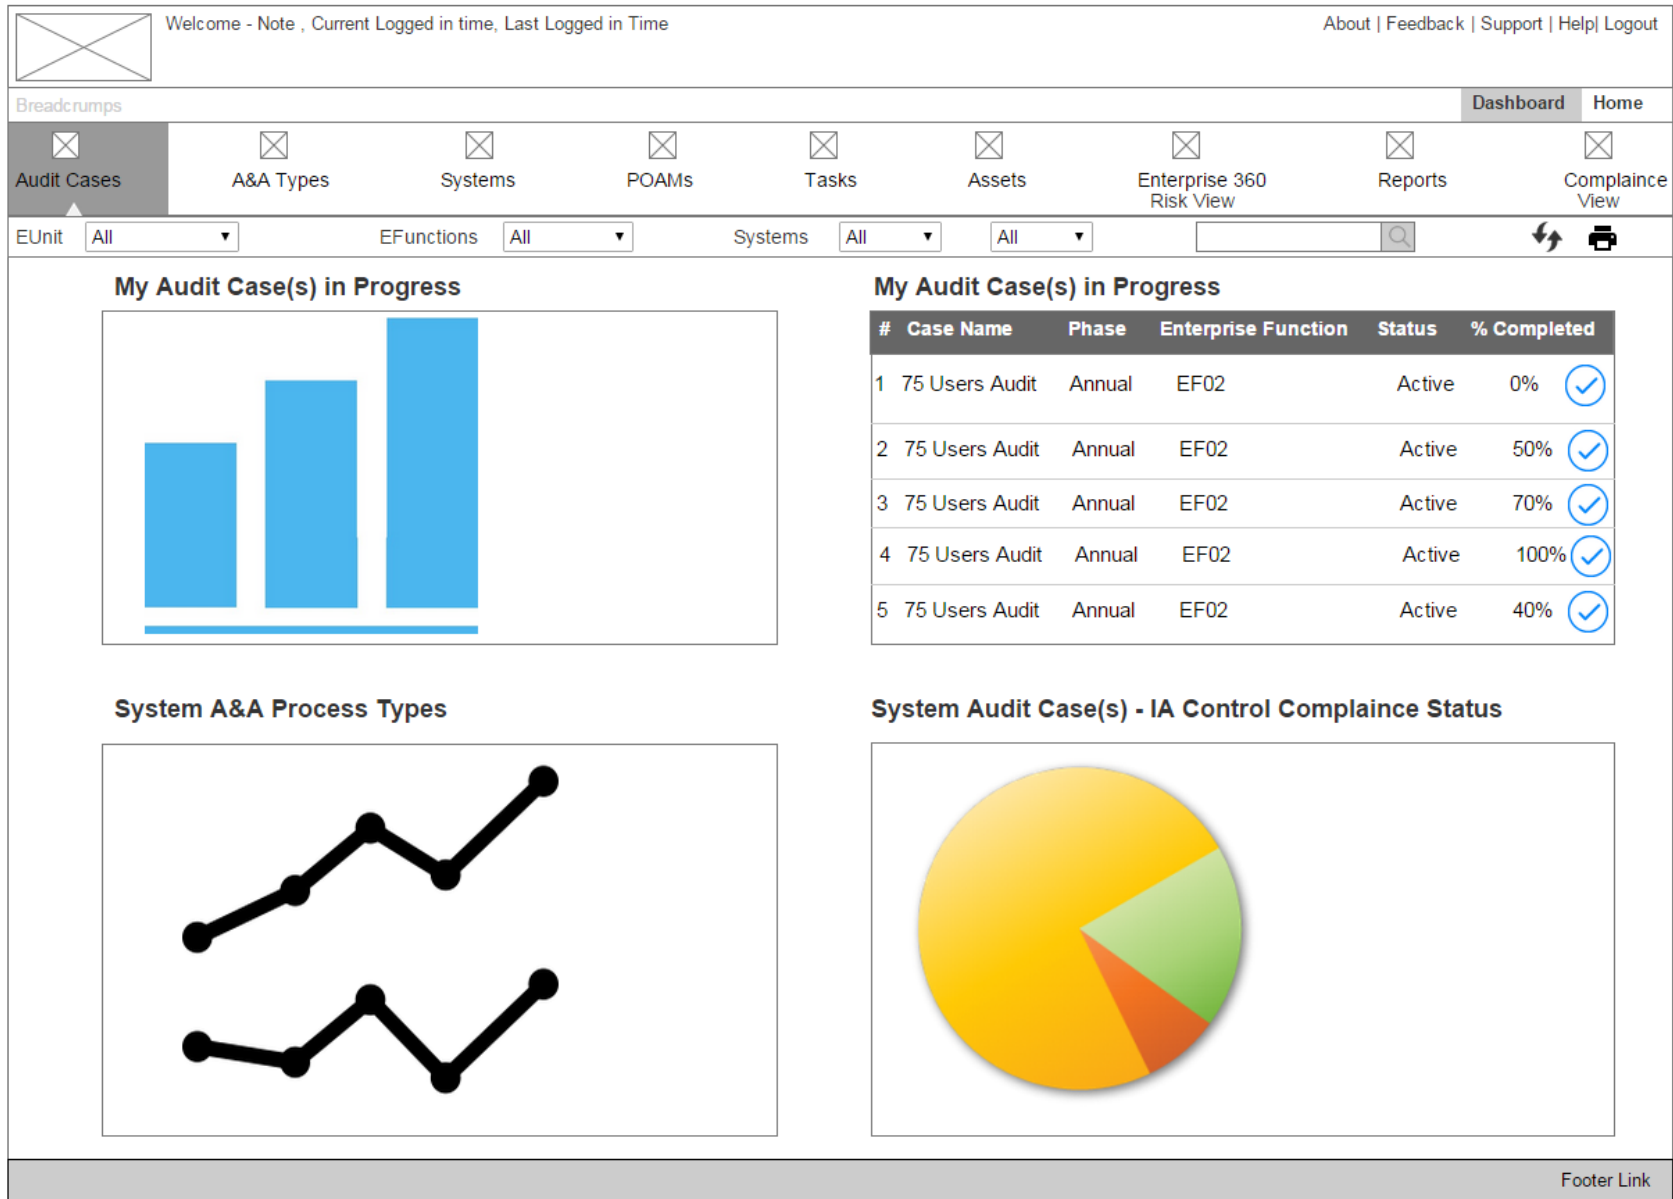 Welcome - Note , Current Logged in time, Last Logged in Time
About | Feedback | Support | Help| Logout
Breadcrumps
Dashboard Home
Audit Cases A&A Types Systems POAMs Tasks Assets Enterprise 360 Reports Complaince
Risk View View
EUnit All EFunctions All Systems All All
My Audit Case(s) in Progress
My Audit Case(s) in Progress
# Case Name Phase Enterprise Function Status % Completed
1 75 Users Audit Annual EF02 Active 0%
2 75 Users Audit Annual EF02 Active 50%
3 75 Users Audit Annual EF02 Active 70%
4 75 Users Audit Annual EF02 Active 100%
5 75 Users Audit Annual EF02 Active 40%
System A&A Process Types
System Audit Case(s) - IA Control Complaince Status
Footer Link